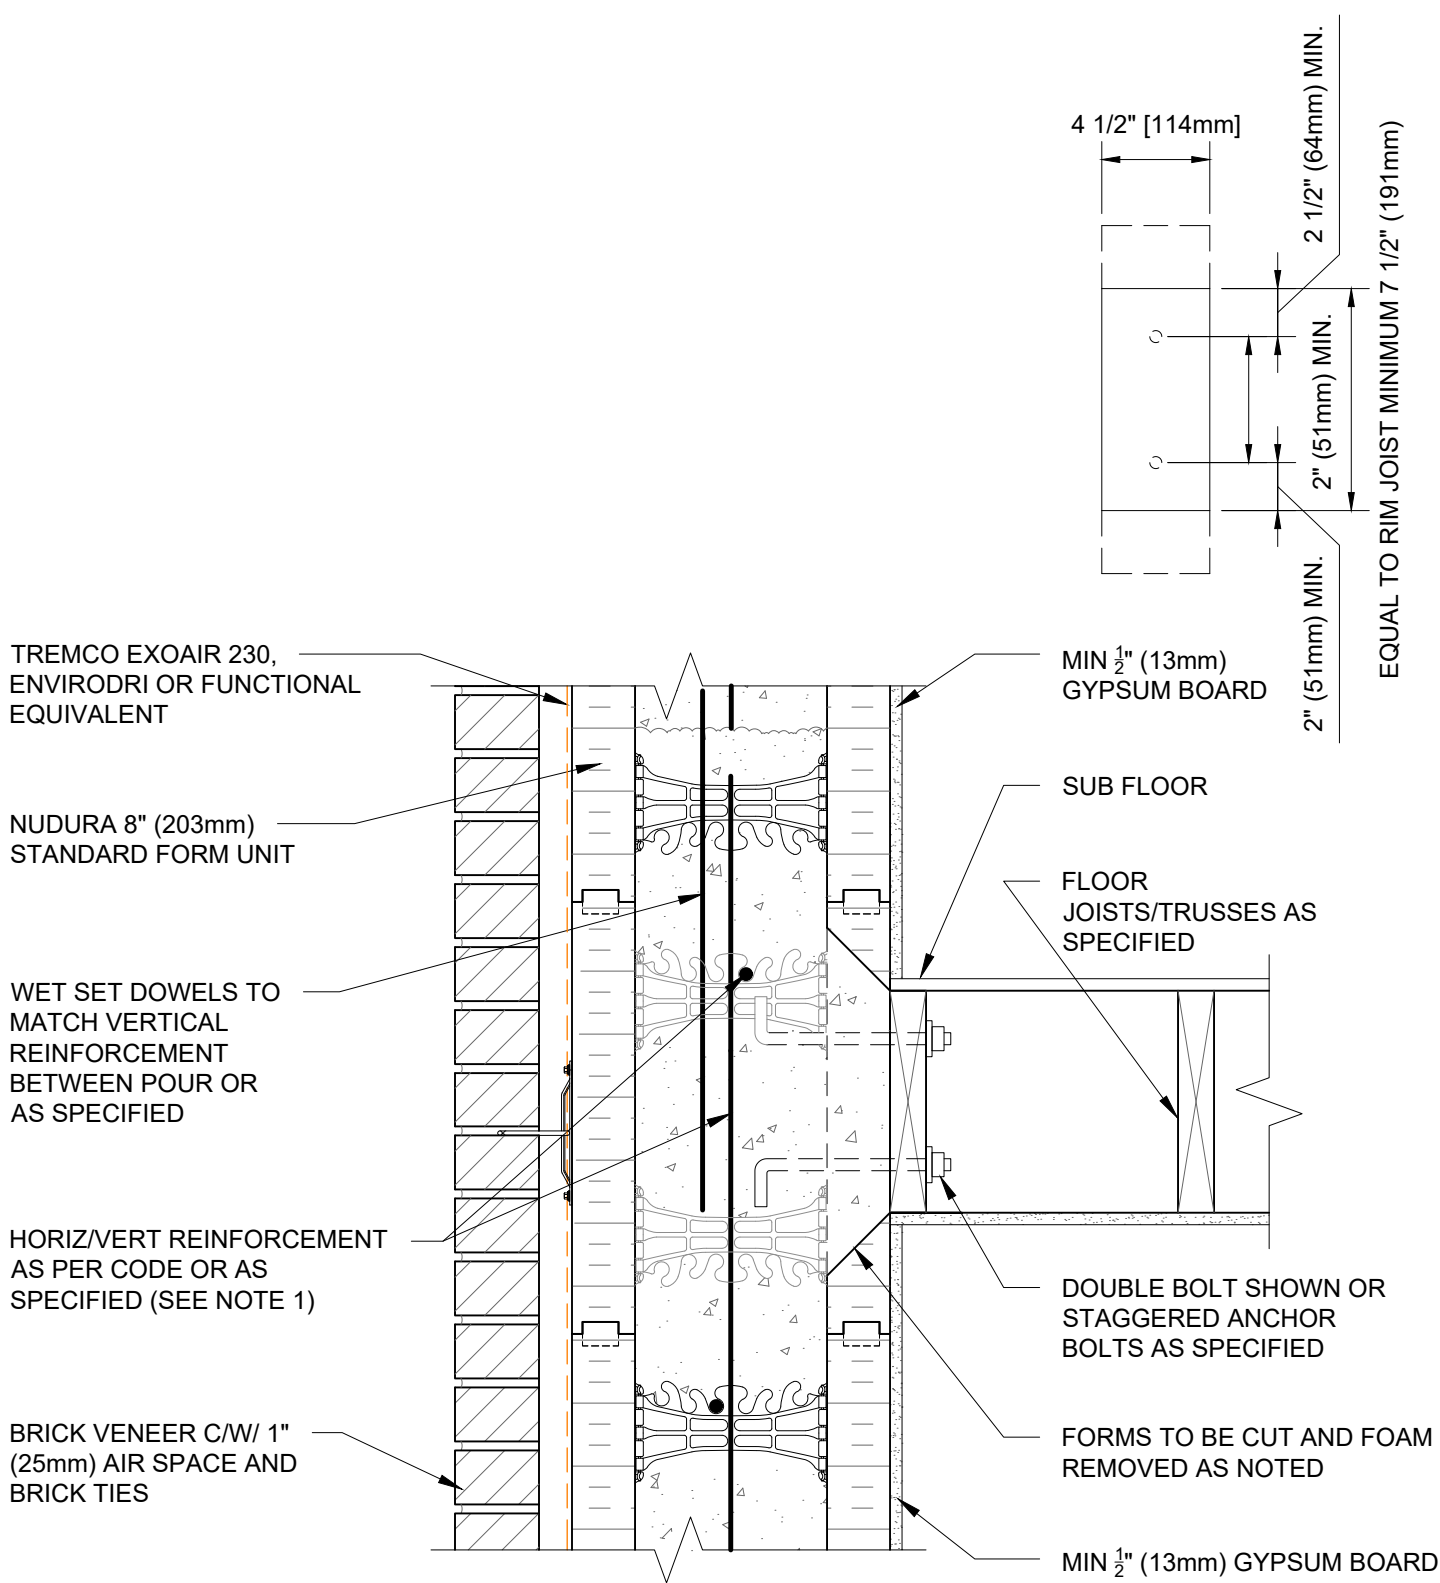 4 1/2" [114mm]
2 1/2" (64mm) MIN.
2" (51mm) MIN.
2" (51mm) MIN.
EQUAL TO RIM JOIST MINIMUM 7 1/2" (191mm)
TREMCO EXOAIR 230,
ENVIRODRI OR FUNCTIONAL
EQUIVALENT
NUDURA 8" (203mm)
STANDARD FORM UNIT
WET SET DOWELS TO
MATCH VERTICAL
REINFORCEMENT
BETWEEN POUR OR
AS SPECIFIED
HORIZ/VERT REINFORCEMENT
AS PER CODE OR AS
SPECIFIED (SEE NOTE 1)
BRICK VENEER C/W/ 1"
(25mm) AIR SPACE AND
BRICK TIES
MIN 1/2" (13mm)
GYPSUM BOARD
SUB FLOOR
FLOOR
JOISTS/TRUSSES AS
SPECIFIED
DOUBLE BOLT SHOWN OR
STAGGERED ANCHOR
BOLTS AS SPECIFIED
FORMS TO BE CUT AND FOAM
REMOVED AS NOTED
MIN 1/2" (13mm) GYPSUM BOARD